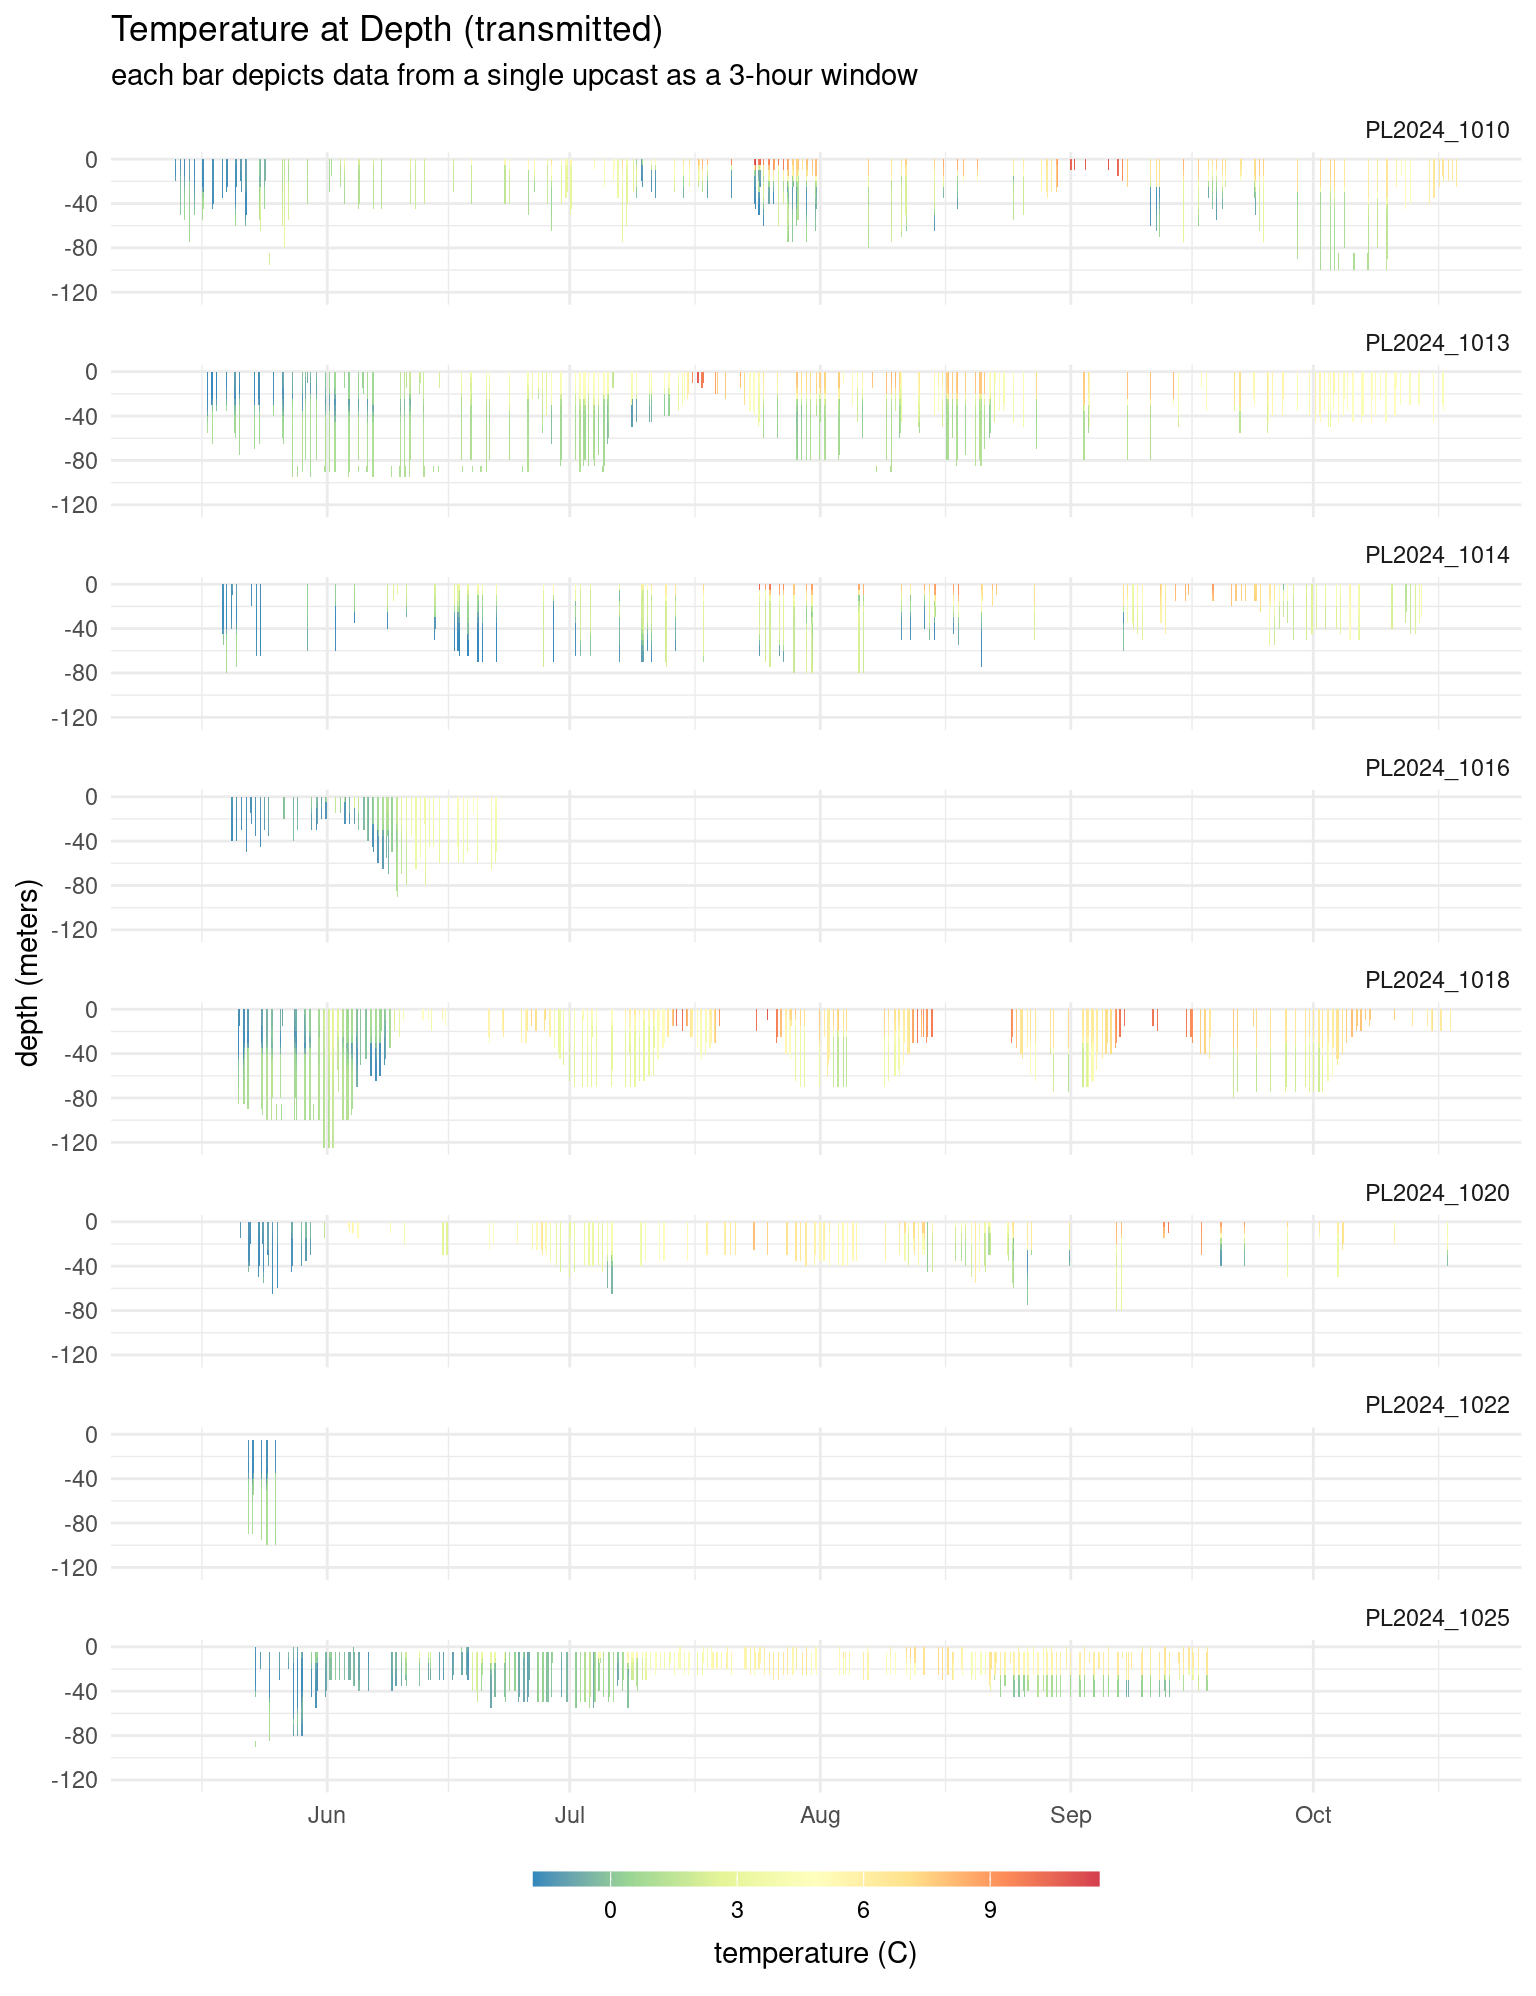 Temperature at Depth (transmitted)
each bar depicts data from a single upcast as a 3-hour window
PL2024_1010
0
-40
-80
-120
PL2024_1013
0
-40
-80
-120
PL2024_1014
0
-40
-80
-120
PL2024_1016
0
-40
-80
-120
PL2024_1018
0
-40
-80
-120
PL2024_1020
0
-40
-80
-120
PL2024_1022
0
-40
-80
-120
PL2024_1025
0
-40
-80
-120
depth (meters)
Jun Jul Aug Sep Oct
0 3 6 9
temperature (C)